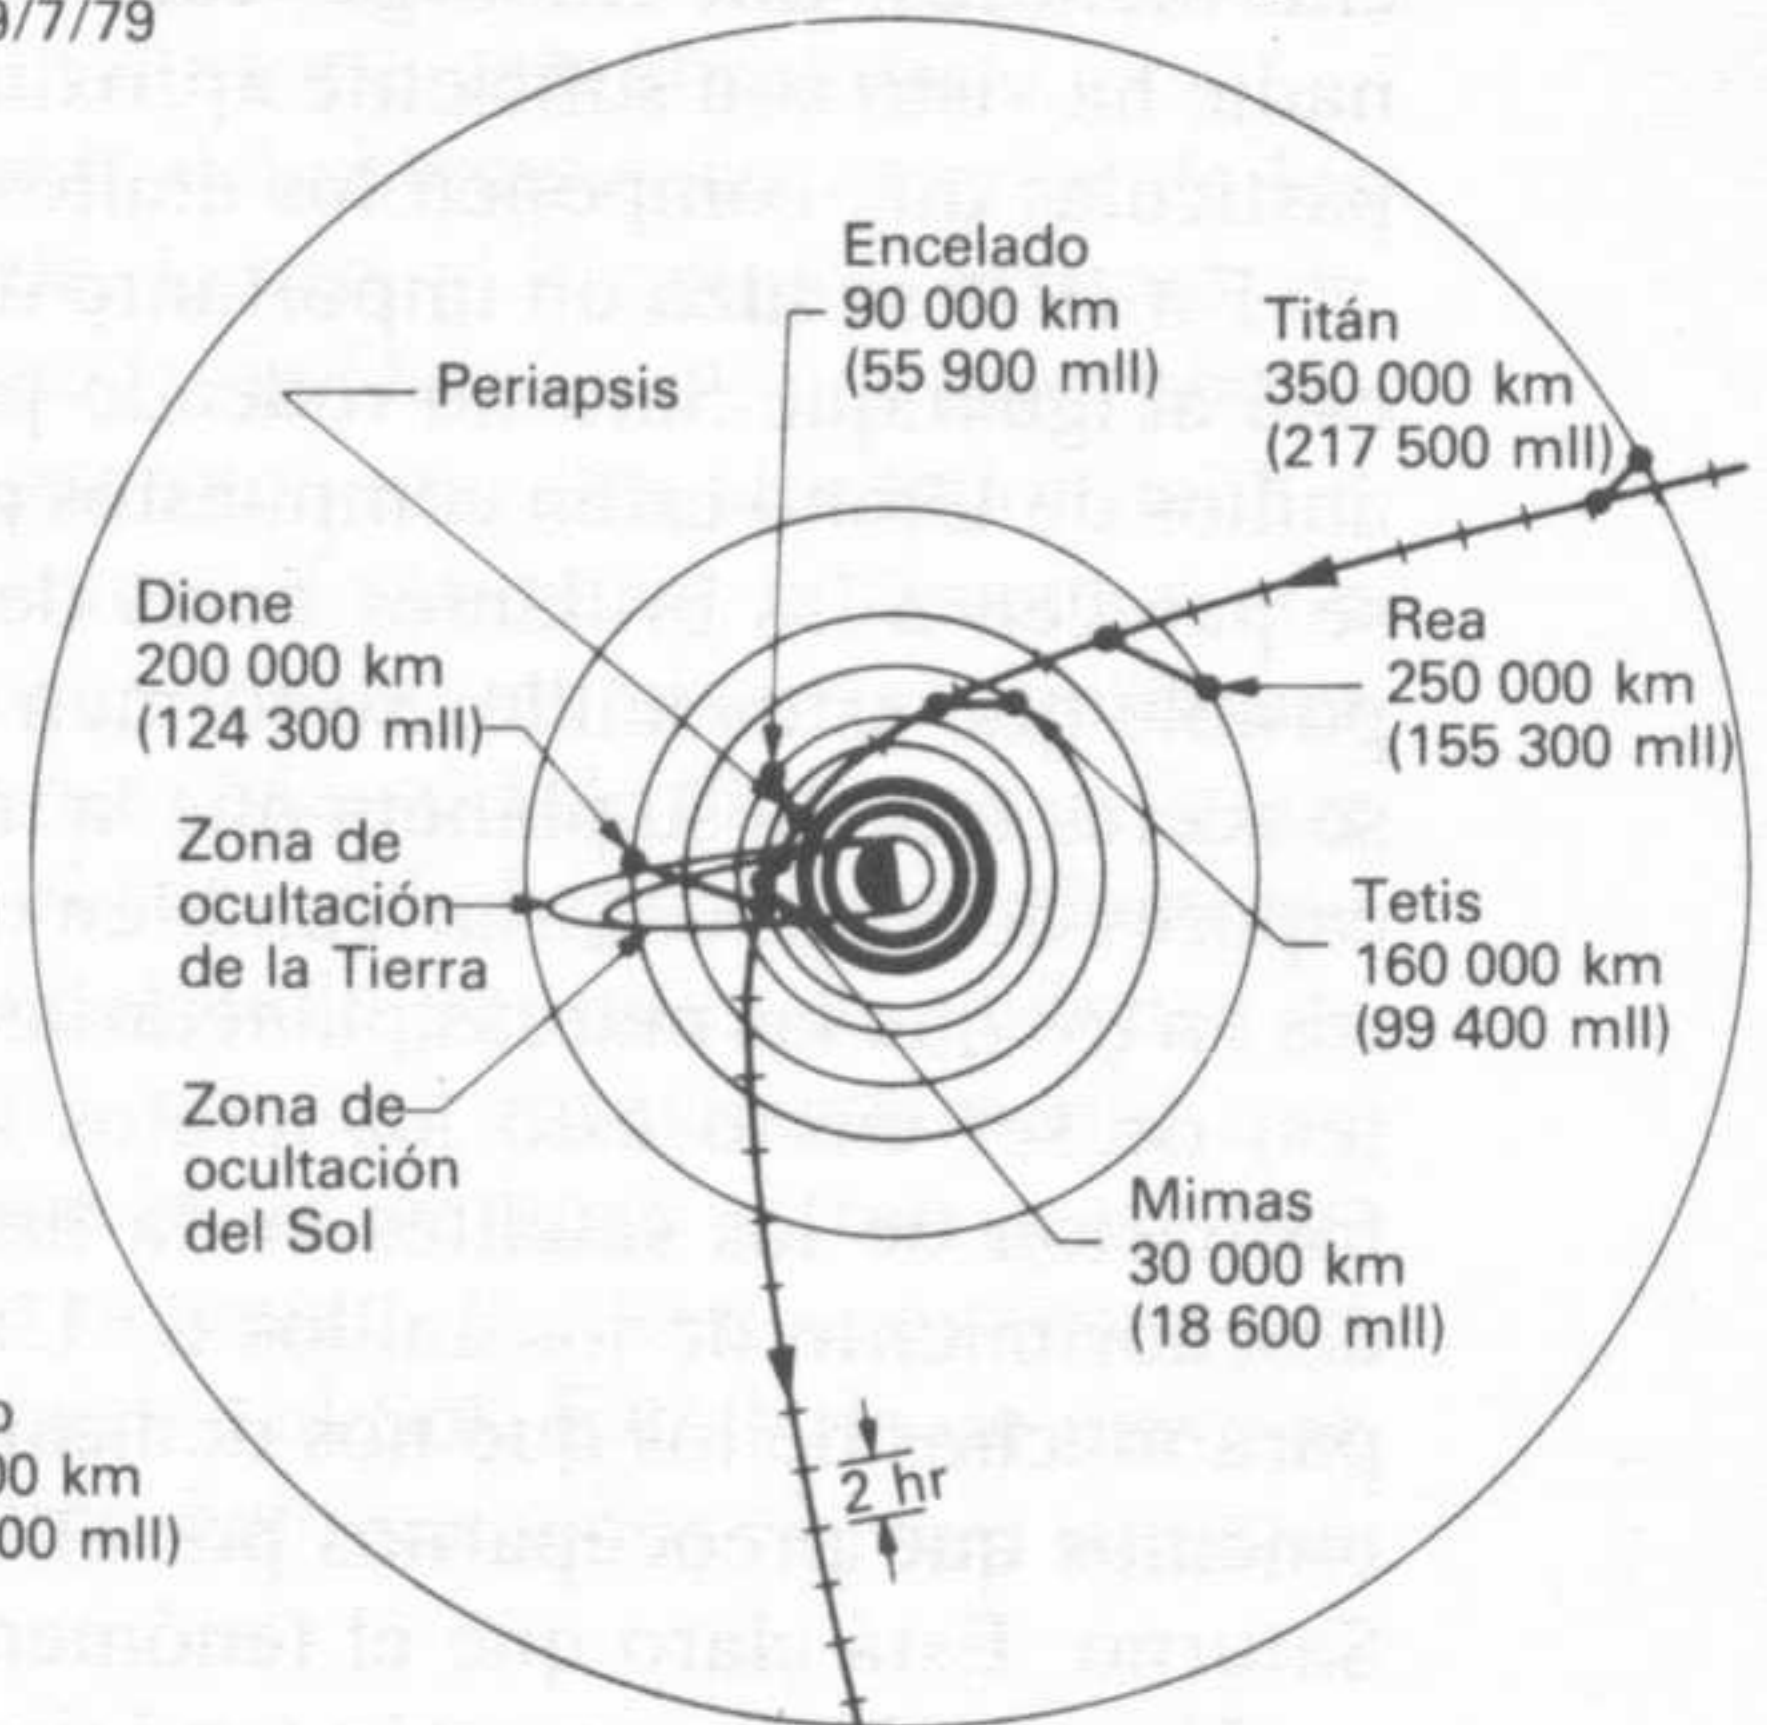 9/7/79
Encelado
90 000 km
(55 900 mll)
Titán
350 000 km
(217 500 mll)
Periapsis
Dione
200 000 km
(124 300 mll)
Rea
250 000 km
(155 300 mll)
Zona de
ocultación
de la Tierra
Tetis
160 000 km
(99 400 mll)
Zona de
ocultación
del Sol
Mimas
30 000 km
(18 600 mll)
2 hr
o
00 km
00 mll)